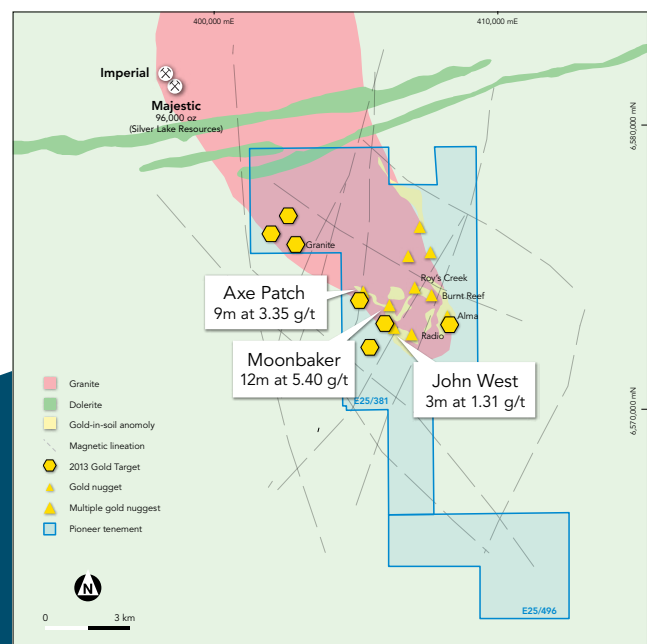 400,000 mE
410,000 mE
Imperial
Majestic
96,000 oz
(Silver Lake Resources)
6,580,000 mN
Granite
Roy's Creek
Burnt Reef
Alma
Radio
Axe Patch
9m at 3.35 g/t
Moonbaker
12m at 5.40 g/t
John West
3m at 1.31 g/t
E25/381
6,570,000 mN
Granite
Dolerite
Gold-in-soil anomoly
Magnetic lineation
2013 Gold Target
Gold nugget
Multiple gold nuggest
Pioneer tenement
N
0 3 km
E25/496